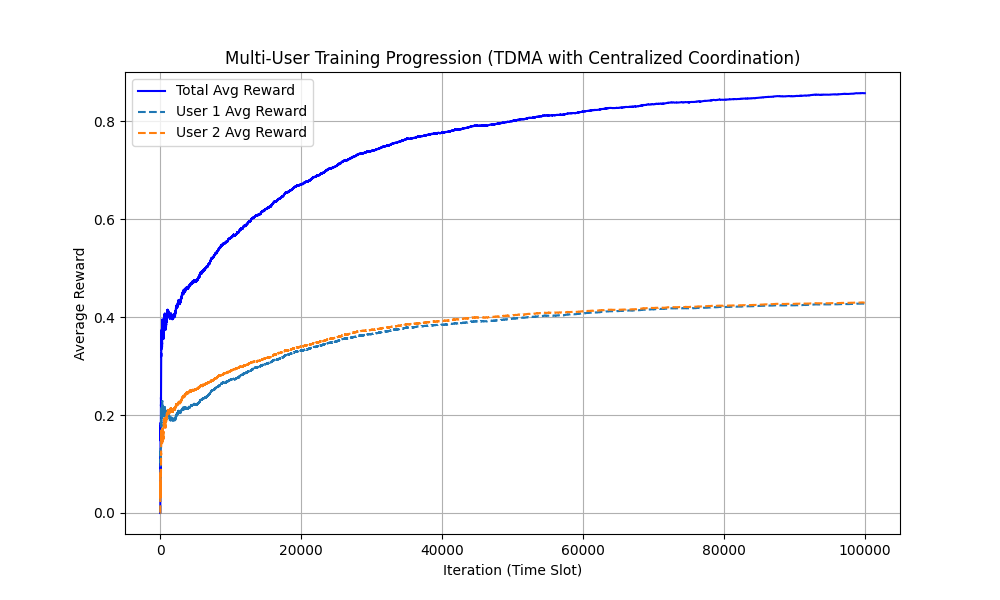 Multi-User Training Progression (TDMA with Centralized Coordination)
Total Avg Reward
User 1 Avg Reward
User 2 Avg Reward
Average Reward
0.8
0.6
0.4
0.2
0.0
0
20000
40000
60000
80000
100000
Iteration (Time Slot)